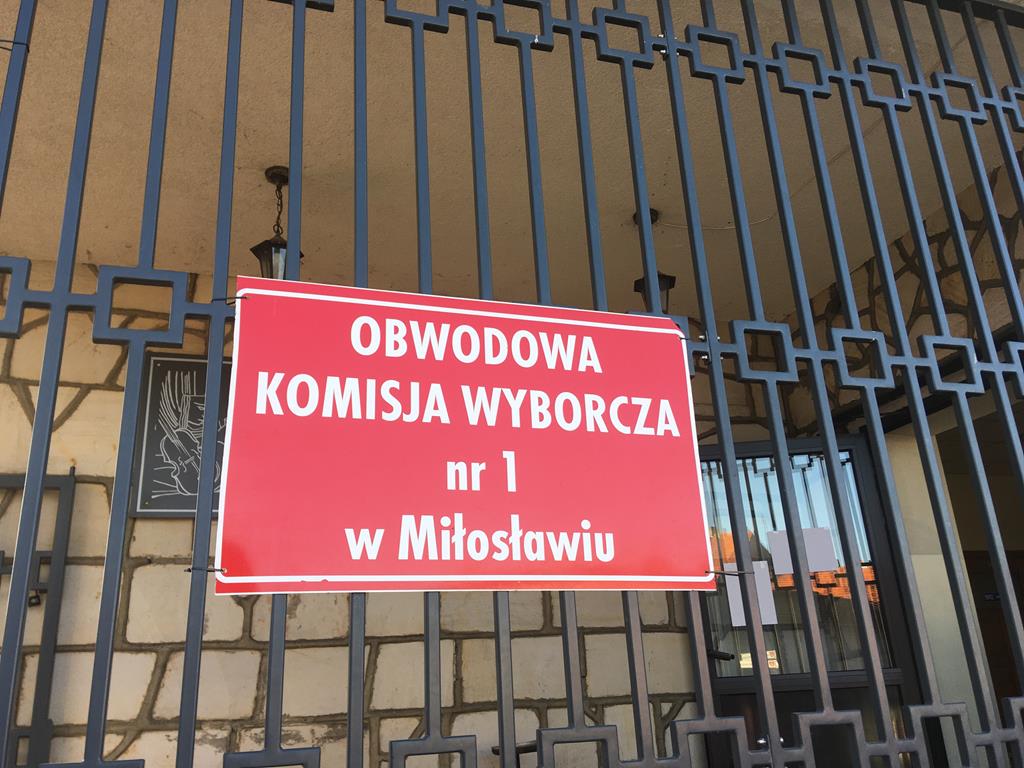 OBWODOWA
KOMISJA WYBORCZA
nr 1
w Miłosławiu